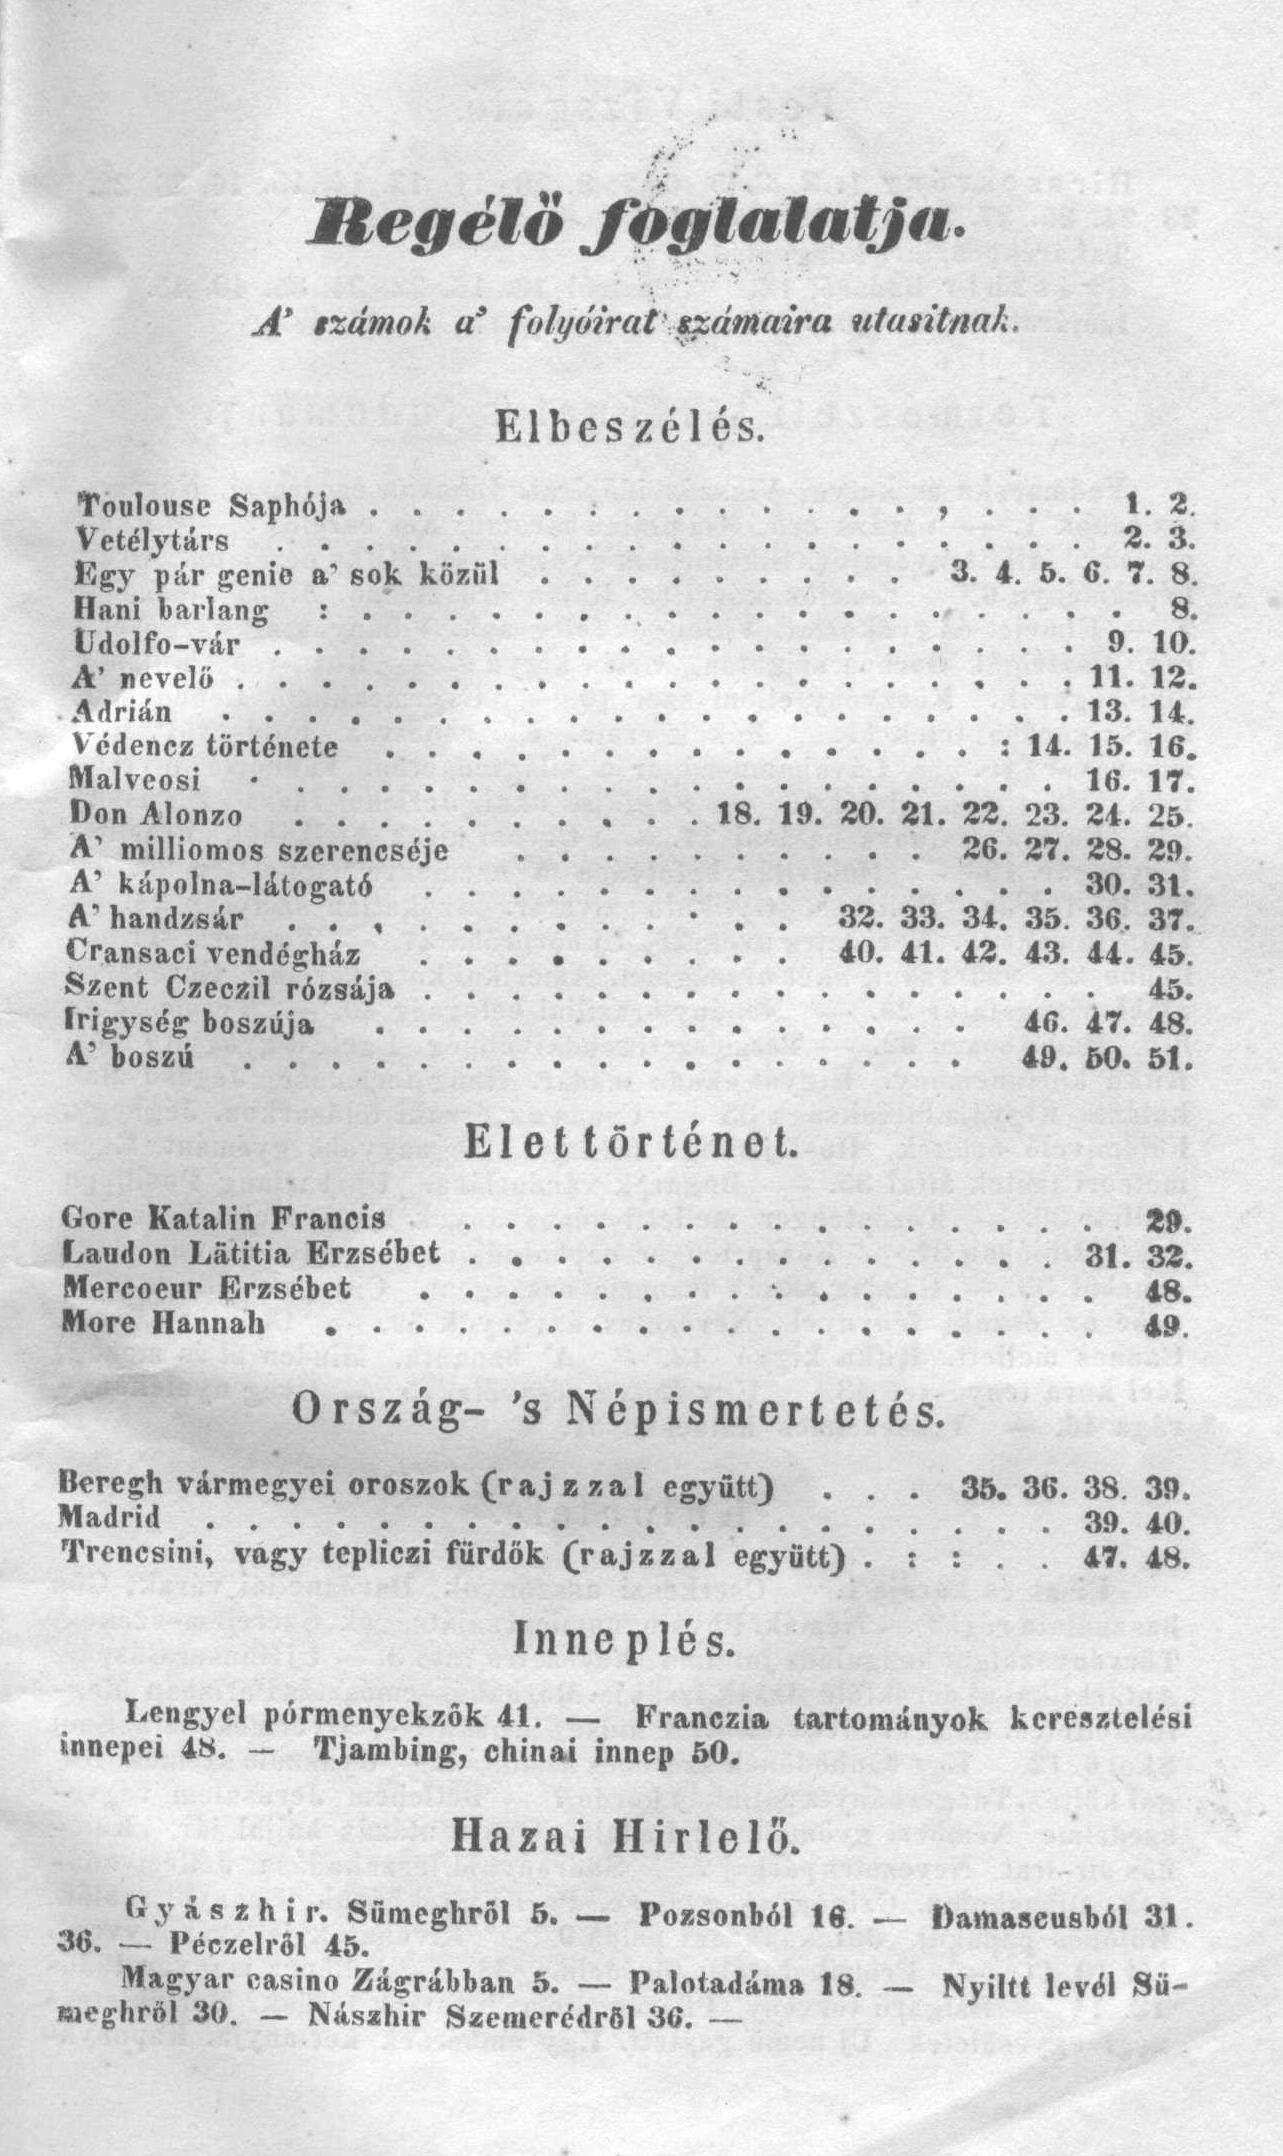 Regélő foglalatja.
A' számok a' folyóirat számaira utasitnak.
Elbeszélés.
Toulouse Saphója . . . . . . . . . . . . . . , . . . 1. 2.
Vetélytárs . . . . . . . . . . . . . . . . . . . 2. 3.
Egy pár genie a' sok közül . . . . . . . . . 3. 4. 5. 6. 7. 8.
Hani barlang : . . . . . . . . . . . . . . . . . . 8.
Udolfo-vár . . . . . . . . . . . . . . . . . . . 9. 10.
A' nevelő . . . . . . . . . . . . . . . . . . . . 11. 12.
Adrián . . . . . . . . . . . . . . . . . . . . 13. 14.
Védencz története . . . . . . . . . . . . . . : 14. 15. 16.
Malveosi . . . . . . . . . . . . . . . . . . . 16. 17.
Don Alonzo . . . . . . . . . . 18. 19. 20. 21. 22. 23. 24. 25.
A' milliomos szerencséje . . . . . . . . . . 26. 27. 28. 29.
A' kápolna-látogató . . . . . . . . . . . . . . . 30. 31.
A' handzsár . . . . . . . . . . . . 32. 33. 34. 35. 36. 37.
Cransaci vendégház . . . . . . . . . 40. 41. 42. 43. 44. 45.
Szent Czeczil rózsája . . . . . . . . . . . . . . . . 45.
Irigység boszúja . . . . . . . . . . . . . . 46. 47. 48.
A' boszú . . . . . . . . . . . . . . . . . 49. 50. 51.
Elettörténet.
Gore Katalin Francis . . . . . . . . . . . . . . . . 29.
Laudon Lätitia Erzsébet . . . . . . . . . . . . . . 31. 32.
Mercoeur Erzsébet . . . . . . . . . . . . . . . . 48.
More Hannah . . . . . . . . . . . . . . . . . . 49.
Ország- 's Népismertetés.
Beregh vármegyei oroszok (rajzzal együtt) . . . 35. 36. 38. 39.
Madrid . . . . . . . . . . . . . . . . . . . . 39. 40.
Trencsini, vagy tepliczi fürdők (rajzzal együtt) . : : . . 47. 48.
Inneplés.
Lengyel pórmenyekzők 41. — Franczia tartományok keresztelési
innepei 48. — Tjambing, chinai innep 50.
Hazai Hirlelő.
Gyászhir. Sümeghről 5. — Pozsonból 16. — Damascusból 31.
36. — Péczelről 45.
Magyar casino Zágrábban 5. — Palotadáma 18. — Nyiltt levél Sü-
meghről 30. — Nászhir Szemerédről 36. —